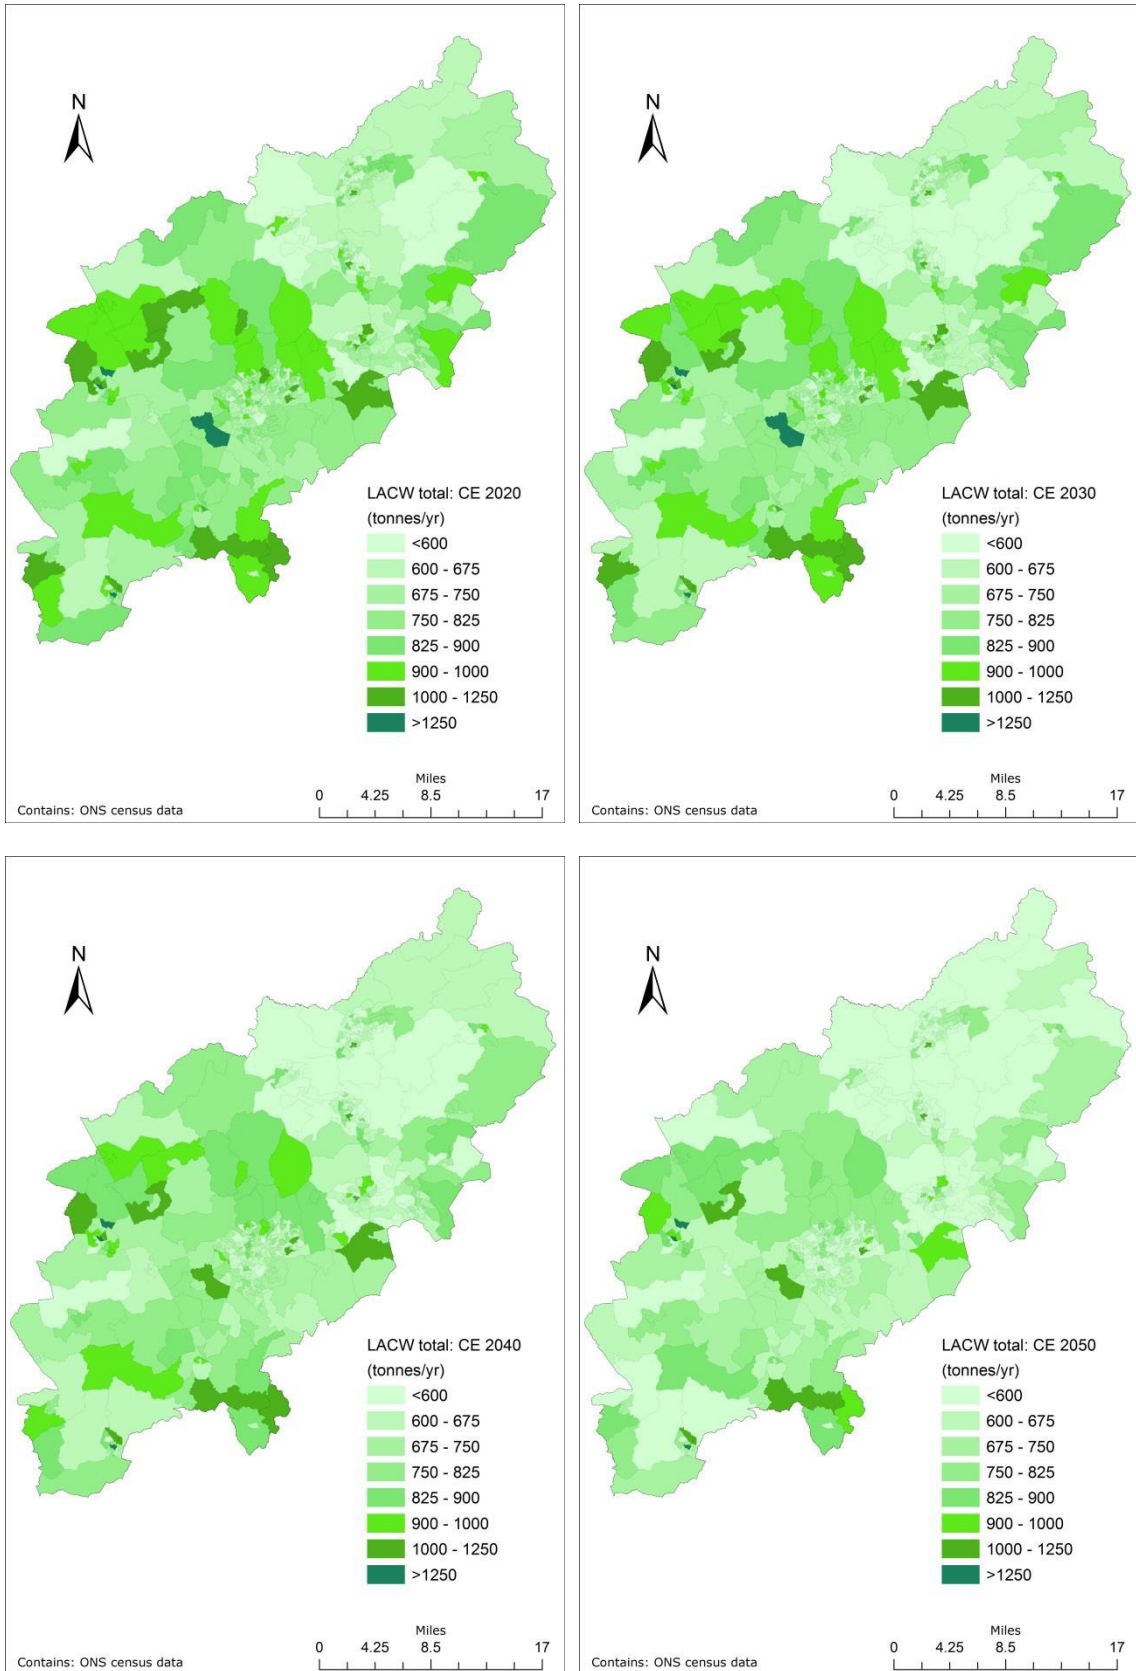 N
LACW total: CE 2020
(tonnes/yr)
<600
600 - 675
675 - 750
750 - 825
825 - 900
900 - 1000
1000 - 1250
>1250
Miles
0 4.25 8.5 17
Contains: ONS census data
N
LACW total: CE 2030
(tonnes/yr)
<600
600 - 675
675 - 750
750 - 825
825 - 900
900 - 1000
1000 - 1250
>1250
Miles
0 4.25 8.5 17
Contains: ONS census data
N
LACW total: CE 2040
(tonnes/yr)
<600
600 - 675
675 - 750
750 - 825
825 - 900
900 - 1000
1000 - 1250
>1250
Miles
0 4.25 8.5 17
Contains: ONS census data
N
LACW total: CE 2050
(tonnes/yr)
<600
600 - 675
675 - 750
750 - 825
825 - 900
900 - 1000
1000 - 1250
>1250
Miles
0 4.25 8.5 17
Contains: ONS census data